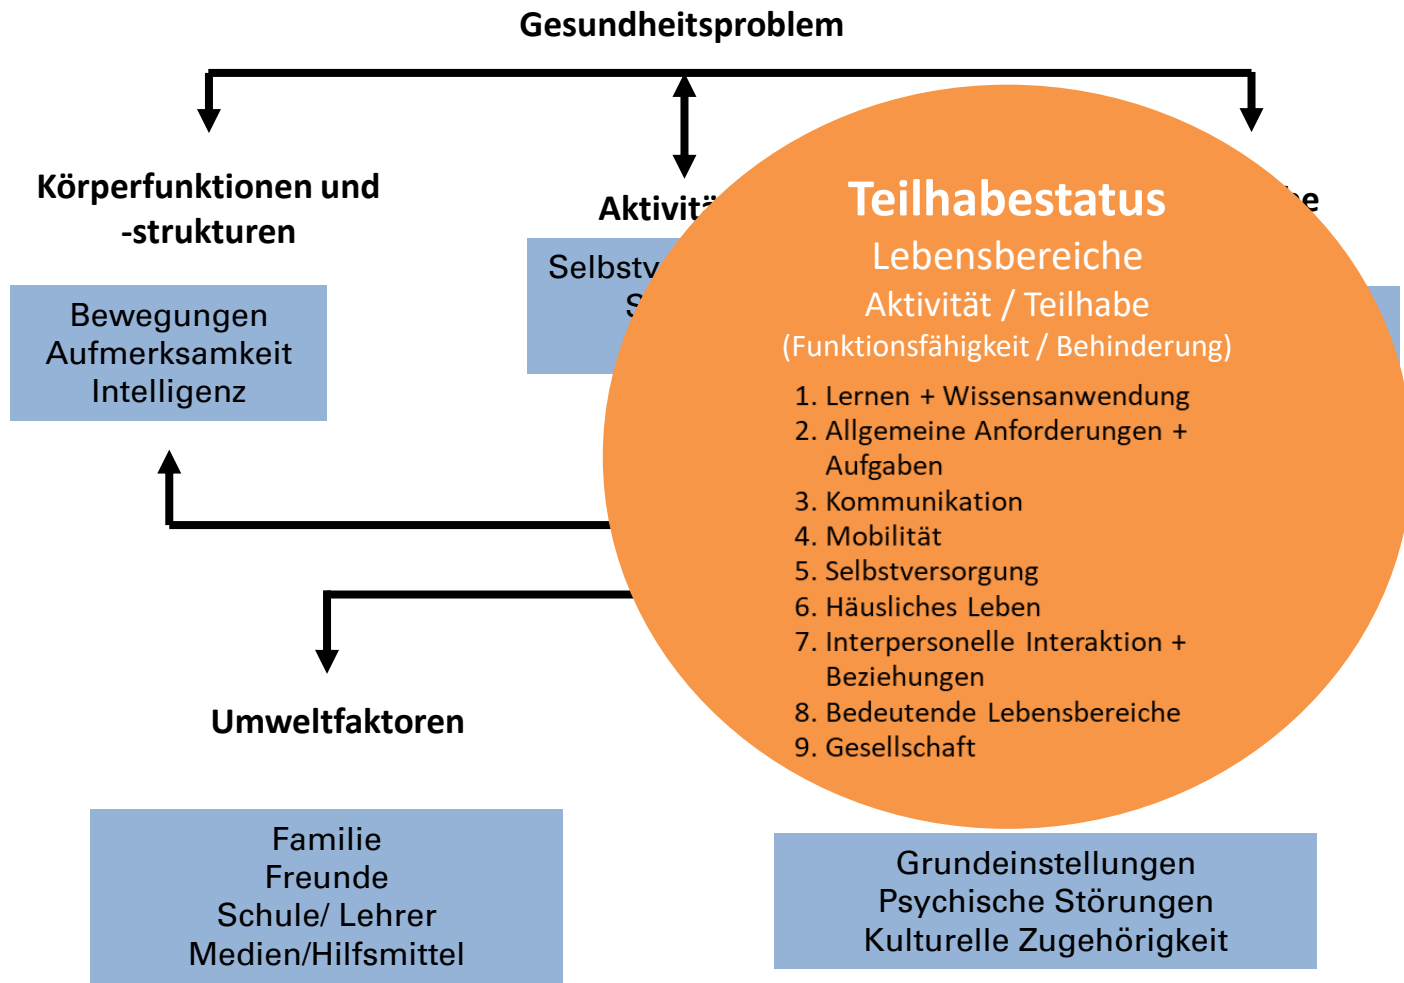 Gesundheitsproblem
Körperfunktionen und
-strukturen
Bewegungen
Aufmerksamkeit
Intelligenz
Teilhabestatus
Lebensbereiche
Aktivität / Teilhabe
(Funktionsfähigkeit / Behinderung)
1. Lernen + Wissensanwendung
2. Allgemeine Anforderungen +
Aufgaben
3. Kommunikation
4. Mobilität
5. Selbstversorgung
6. Häusliches Leben
7. Interpersonelle Interaktion +
Beziehungen
8. Bedeutende Lebensbereiche
9. Gesellschaft
Umweltfaktoren
Familie
Freunde
Schule/ Lehrer
Medien/Hilfsmittel
Grundeinstellungen
Psychische Störungen
Kulturelle Zugehörigkeit